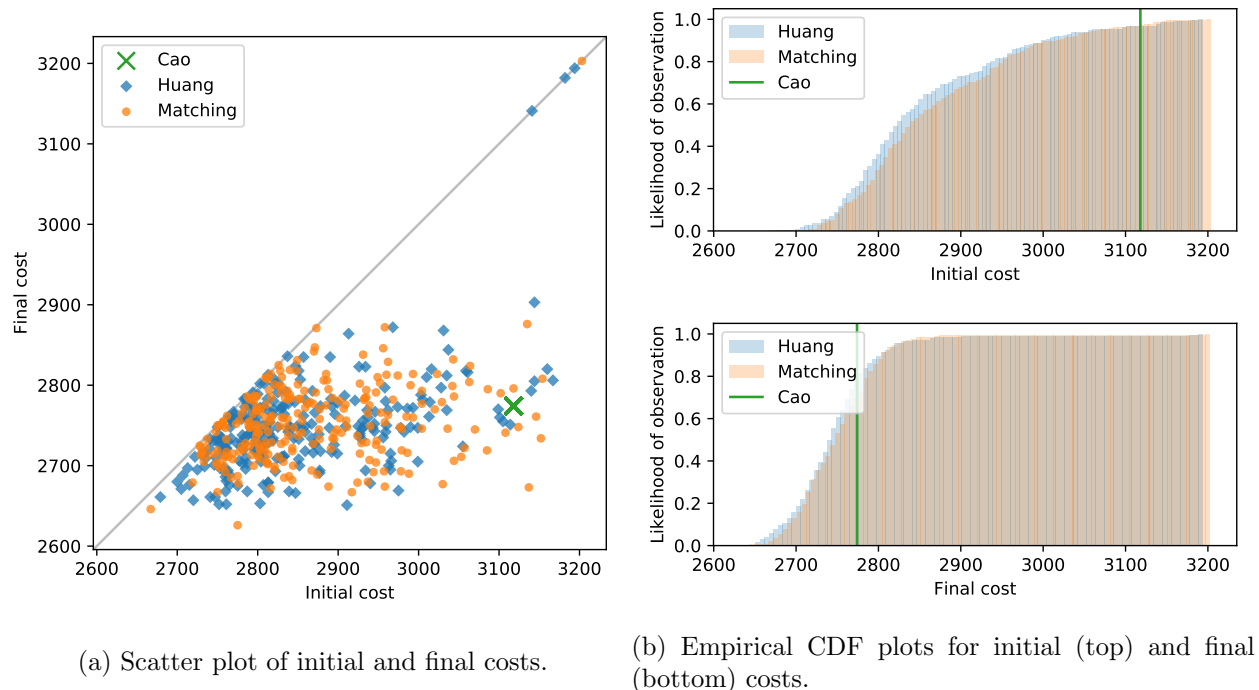 Final cost
3200
3100
3000
2900
2800
2700
2600
Cao
Huang
Matching
2600 2700 2800 2900 3000 3100 3200
Initial cost
(a) Scatter plot of initial and final costs.
Likelihood of observation
1.0
0.8
0.6
0.4
0.2
0.0
Huang
Matching
Cao
2600 2700 2800 2900 3000 3100 3200
Initial cost
Likelihood of observation
1.0
0.8
0.6
0.4
0.2
0.0
Huang
Matching
Cao
2600 2700 2800 2900 3000 3100 3200
Final cost
(b) Empirical CDF plots for initial (top) and final
(bottom) costs.